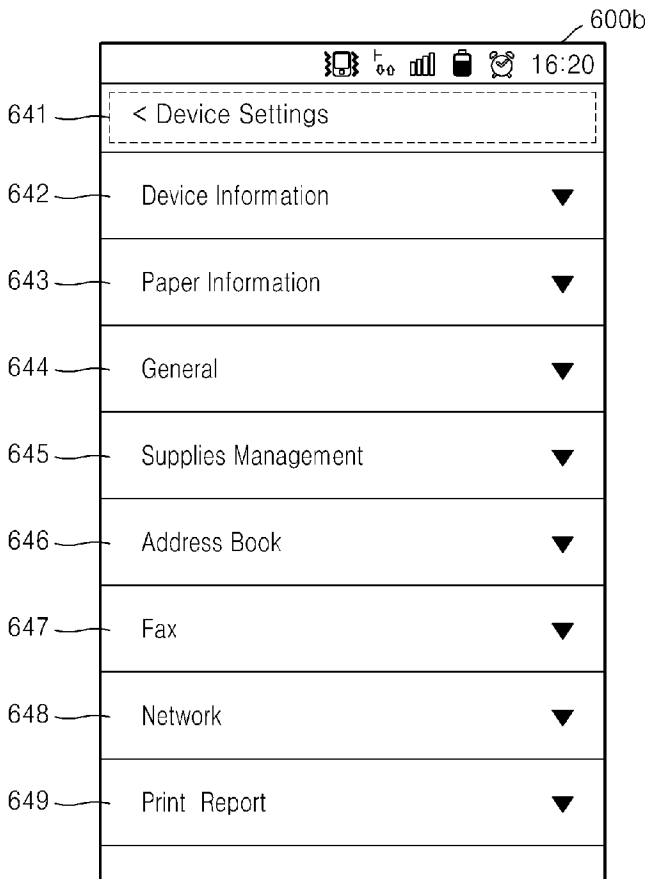 600b
16:20
641 < Device Settings
642 Device Information ▼
643 Paper Information ▼
644 General ▼
645 Supplies Management ▼
646 Address Book ▼
647 Fax ▼
648 Network ▼
649 Print Report ▼